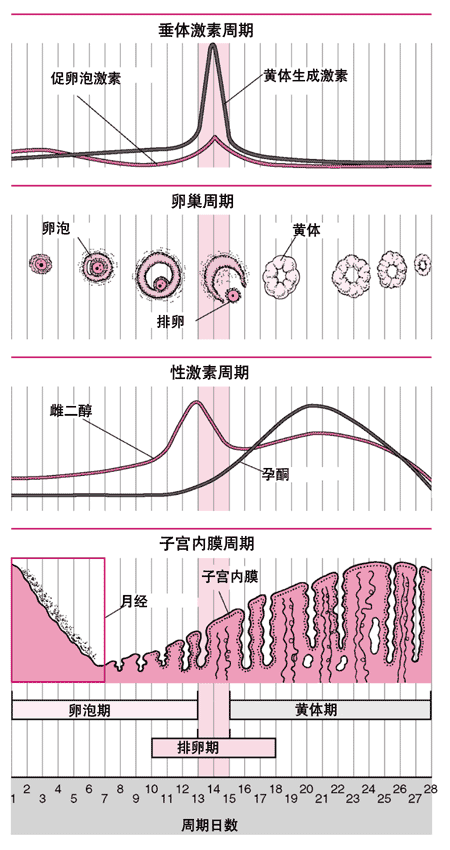 垂体激素周期
促卵泡激素
黄体生成激素
卵巢周期
卵泡
黄体
排卵
性激素周期
雌二醇
孕酮
子宫内膜周期
子宫内膜
月经
卵泡期
黄体期
排卵期
2 4 6 8 10 12 14 16 18 20 22 24 26 28
1 3 5 7 9 11 13 15 17 19 21 23 25 27
周期日数